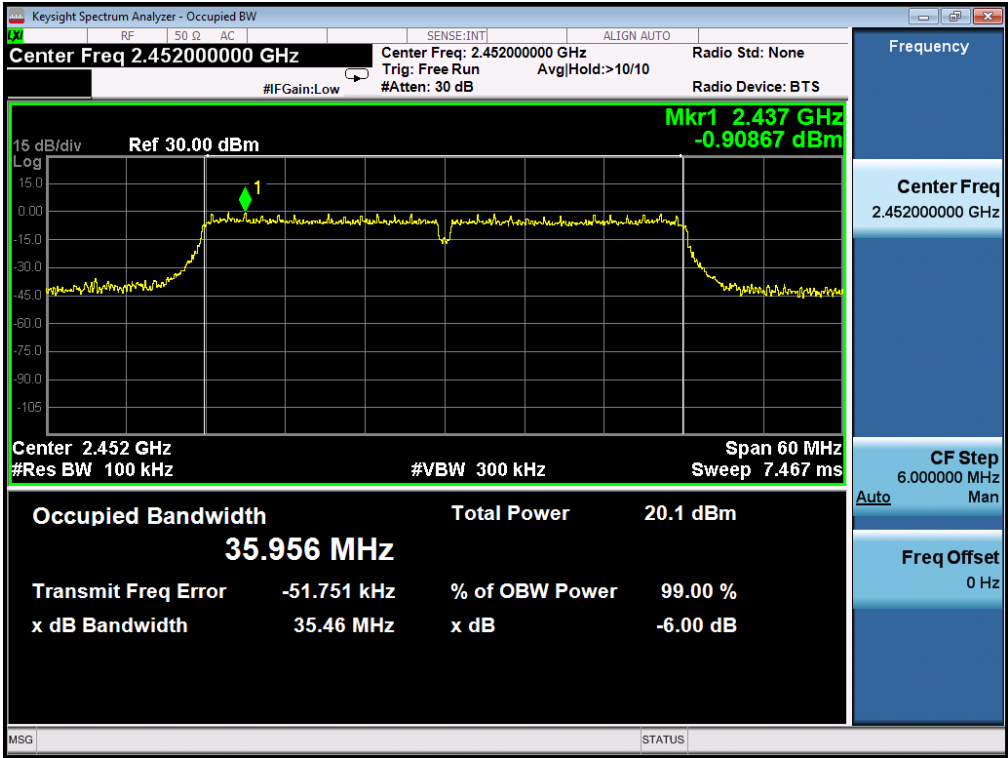 Keysight Spectrum Analyzer - Occupied BW
LXI RF 50 Ω AC SENSE:INT ALIGN AUTO
Center Freq 2.452000000 GHz
Center Freq: 2.452000000 GHz Radio Std: None
Trig: Free Run Avg|Hold:>10/10
#IFGain:Low #Atten: 30 dB Radio Device: BTS
Mkr1 2.437 GHz
-0.90867 dBm
15 dB/div Ref 30.00 dBm
Log
15.0
0.00
-15.0
-30.0
-45.0
-60.0
-75.0
-90.0
-105
1
Center 2.452 GHz Span 60 MHz
#Res BW 100 kHz #VBW 300 kHz Sweep 7.467 ms
Occupied Bandwidth Total Power 20.1 dBm
35.956 MHz
Transmit Freq Error -51.751 kHz % of OBW Power 99.00 %
x dB Bandwidth 35.46 MHz x dB -6.00 dB
MSG STATUS
Frequency
Center Freq
2.452000000 GHz
CF Step
6.000000 MHz
Auto Man
Freq Offset
0 Hz